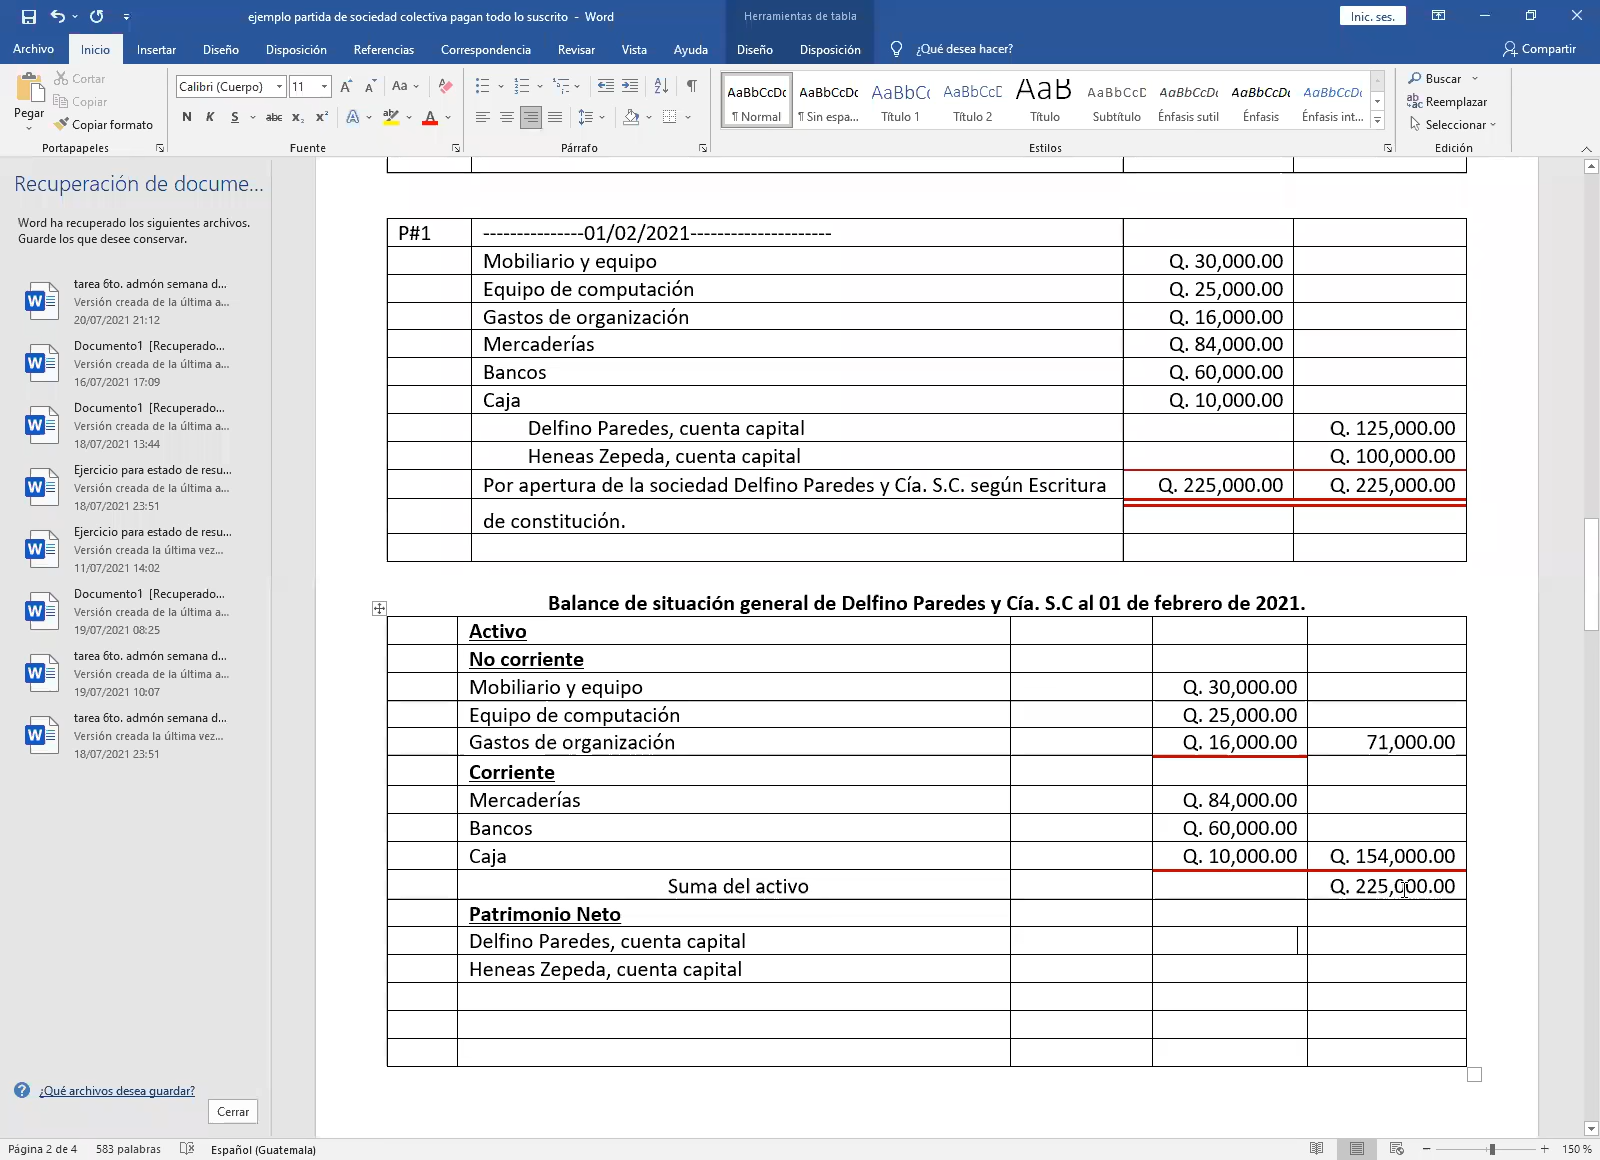 ejemplo partida de sociedad colectiva pagan todo lo suscrito - Word
Herramientas de tabla
Inic. ses.
Archivo Inicio Insertar Diseño Disposición Referencias Correspondencia Revisar Vista Ayuda Diseño Disposición ¿Qué desea hacer? Compartir
Pegar
Cortar
Copiar
Copiar formato
Portapapeles
Calibri (Cuerpo) 11
N K S abc x₂ x²
Fuente
Párrafo
AaBbCcDc AaBbCcDc AaBbC( AaBbCcD AaB AaBbCcD AaBbCcDc AaBbCcDc AaBbCcDc
¶ Normal ¶ Sin espa... Título 1 Título 2 Título Subtítulo Énfasis sutil Énfasis Énfasis int...
Estilos
Buscar
Reemplazar
Seleccionar
Edición
Recuperación de docume...
Word ha recuperado los siguientes archivos.
Guarde los que desee conservar.
tarea 6to. admón semana d...
Versión creada de la última a...
20/07/2021 21:12
Documento1 [Recuperado...
Versión creada de la última a...
16/07/2021 17:09
Documento1 [Recuperado...
Versión creada de la última a...
18/07/2021 13:44
Ejercicio para estado de resu...
Versión creada de la última a...
18/07/2021 23:51
Ejercicio para estado de resu...
Versión creada la última vez...
11/07/2021 14:02
Documento1 [Recuperado...
Versión creada de la última a...
19/07/2021 08:25
tarea 6to. admón semana d...
Versión creada de la última a...
19/07/2021 10:07
tarea 6to. admón semana d...
Versión creada la última vez...
18/07/2021 23:51
¿Qué archivos desea guardar?
Cerrar
P#1 ---------------01/02/2021---------------------
Mobiliario y equipo Q. 30,000.00
Equipo de computación Q. 25,000.00
Gastos de organización Q. 16,000.00
Mercaderías Q. 84,000.00
Bancos Q. 60,000.00
Caja Q. 10,000.00
Delfino Paredes, cuenta capital Q. 125,000.00
Heneas Zepeda, cuenta capital Q. 100,000.00
Por apertura de la sociedad Delfino Paredes y Cía. S.C. según Escritura Q. 225,000.00 Q. 225,000.00
de constitución.
Balance de situación general de Delfino Paredes y Cía. S.C al 01 de febrero de 2021.
Activo
No corriente
Mobiliario y equipo Q. 30,000.00
Equipo de computación Q. 25,000.00
Gastos de organización Q. 16,000.00 71,000.00
Corriente
Mercaderías Q. 84,000.00
Bancos Q. 60,000.00
Caja Q. 10,000.00 Q. 154,000.00
Suma del activo Q. 225,000.00
Patrimonio Neto
Delfino Paredes, cuenta capital
Heneas Zepeda, cuenta capital
Página 2 de 4 583 palabras Español (Guatemala) 150 %